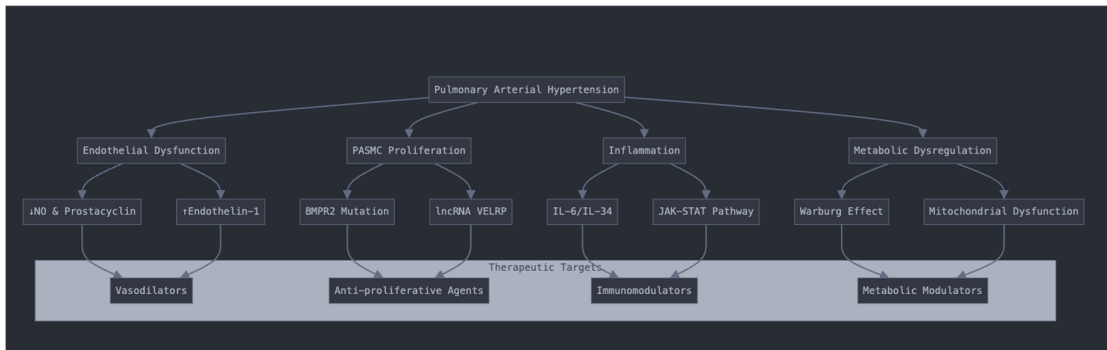 Pulmonary Arterial Hypertension
Endothelial Dysfunction
PASMC Proliferation
Inflammation
Metabolic Dysregulation
↓NO & Prostacyclin
↑Endothelin-1
BMPR2 Mutation
lncRNA VELRP
IL-6/IL-34
JAK-STAT Pathway
Warburg Effect
Mitochondrial Dysfunction
Therapeutic Targets
Vasodilators
Anti-proliferative Agents
Immunomodulators
Metabolic Modulators